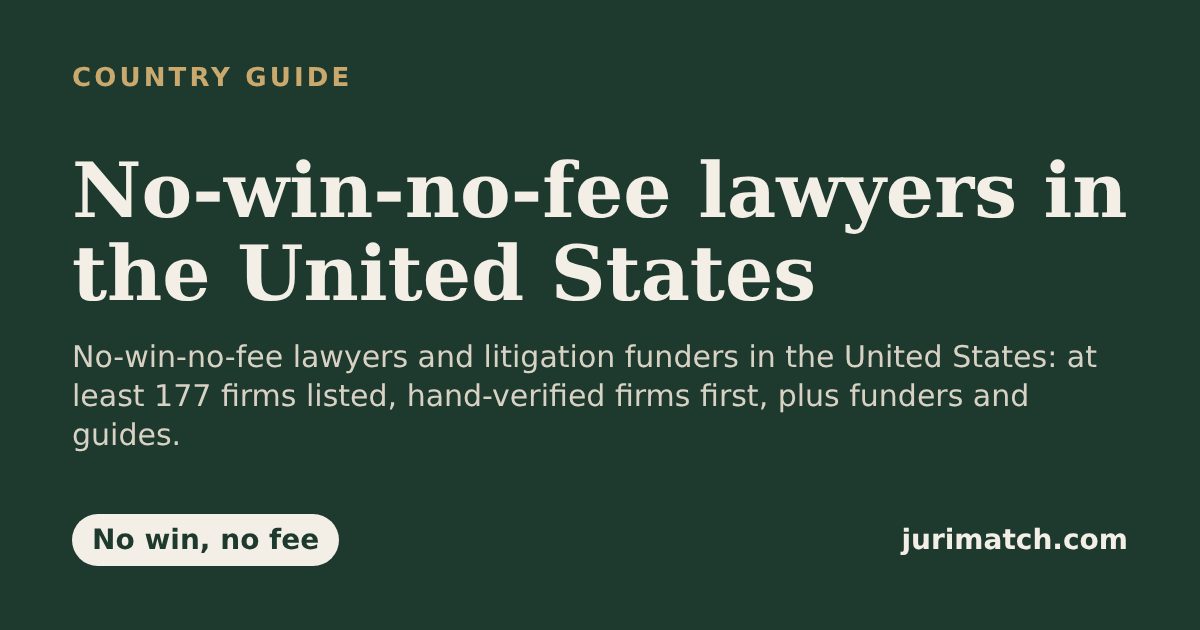 COUNTRY GUIDE
No-win-no-fee lawyers in
the United States
No-win-no-fee lawyers and litigation funders in the United States: at
least 177 firms listed, hand-verified firms first, plus funders and
guides.
No win, no fee
jurimatch.com